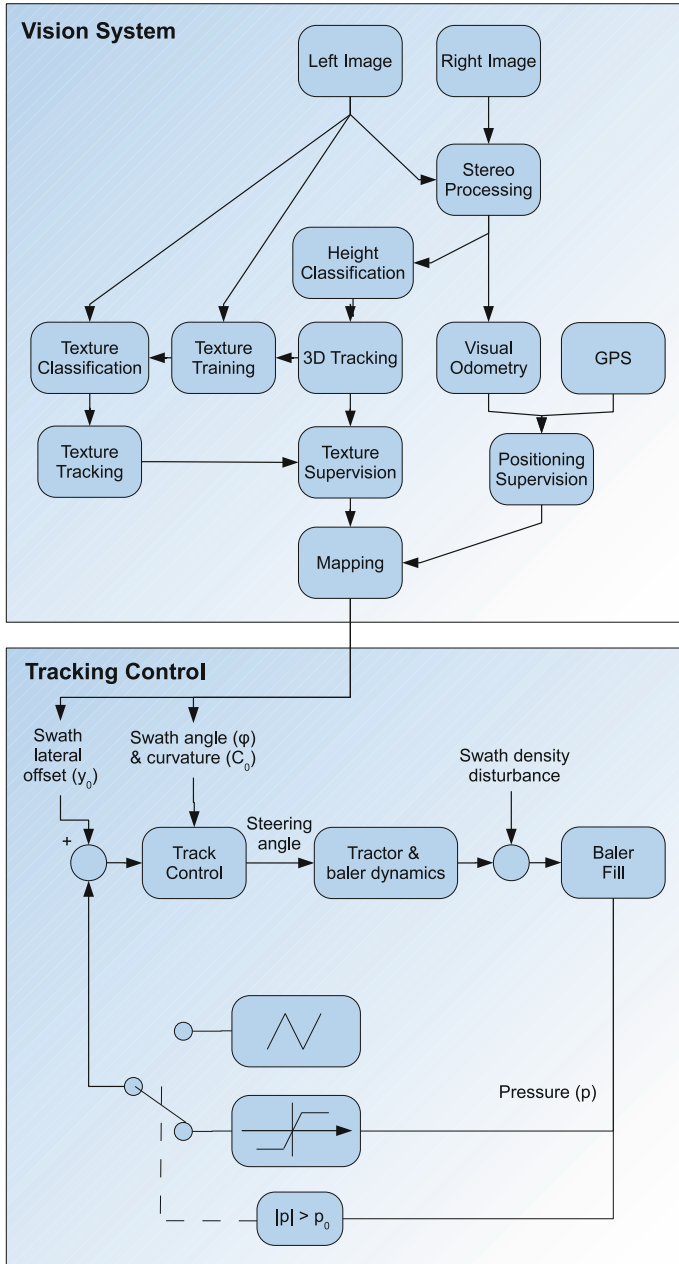 Vision System
Left Image
Right Image
Stereo
Processing
Height
Classification
Texture
Classification
Texture
Training
3D Tracking
Visual
Odometry
GPS
Texture
Tracking
Texture
Supervision
Positioning
Supervision
Mapping
Tracking Control
Swath
lateral
offset (y₀)
Swath angle (φ)
& curvature (C₀)
Swath density
disturbance
+
Steering
angle
Track
Control
Tractor &
baler dynamics
Baler
Fill
Pressure (p)
|p| > p₀